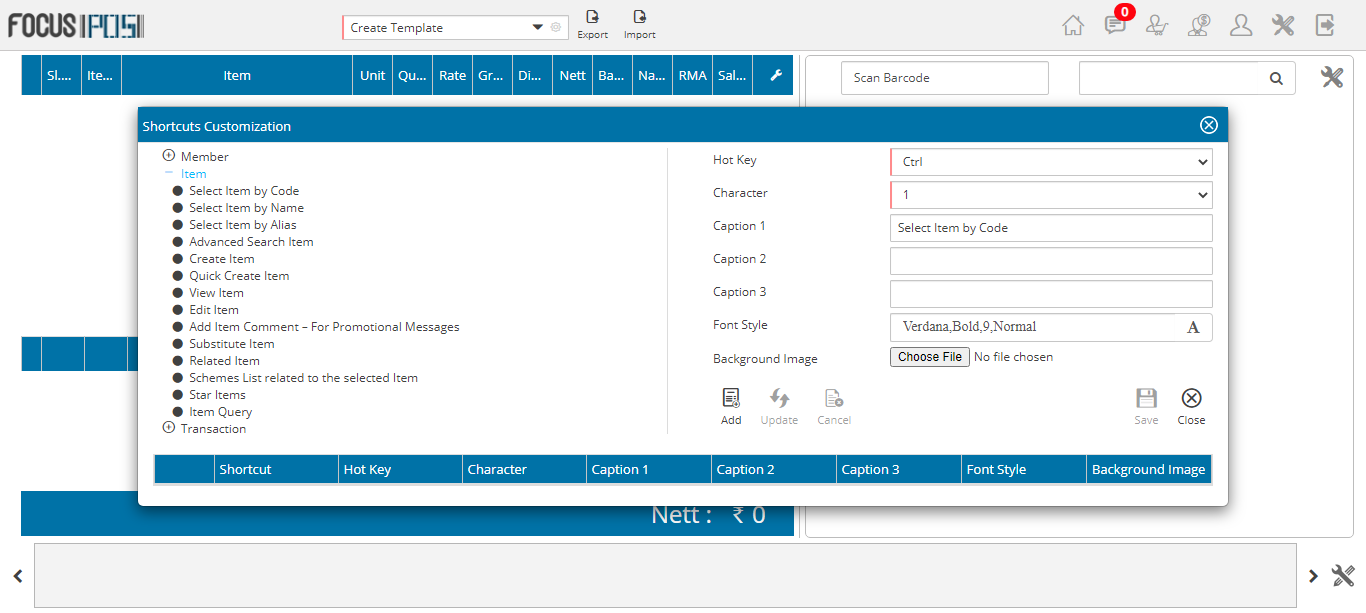 FOCUS POS
Create Template
Export
Import
0
Sl....
Ite...
Item
Unit
Qu...
Rate
Gr...
Di...
Nett
Ba...
Na...
RMA
Sal...
Scan Barcode
Shortcuts Customization
Member
Item
Select Item by Code
Select Item by Name
Select Item by Alias
Advanced Search Item
Create Item
Quick Create Item
View Item
Edit Item
Add Item Comment – For Promotional Messages
Substitute Item
Related Item
Schemes List related to the selected Item
Star Items
Item Query
Transaction
Hot Key
Ctrl
Character
1
Caption 1
Select Item by Code
Caption 2
Caption 3
Font Style
Verdana,Bold,9,Normal
A
Background Image
Choose File No file chosen
Add
Update
Cancel
Save
Close
Shortcut
Hot Key
Character
Caption 1
Caption 2
Caption 3
Font Style
Background Image
Nett : ₹ 0